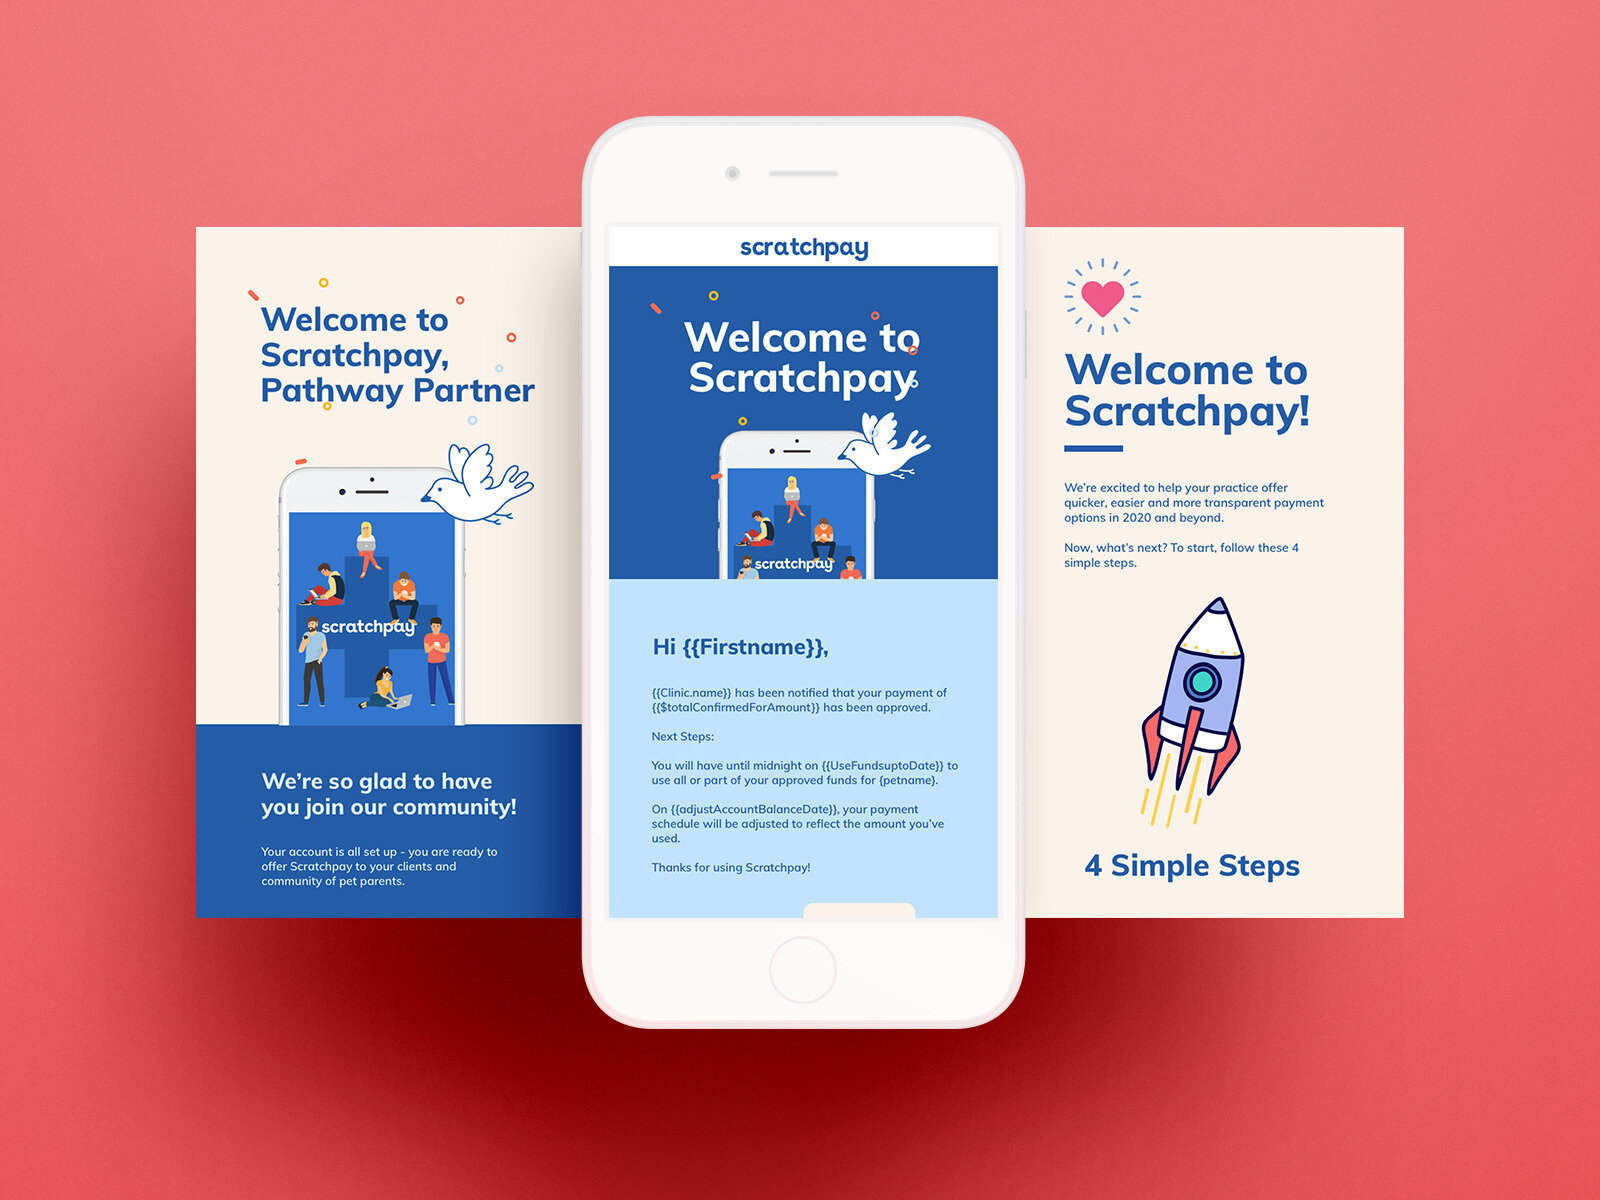 Welcome to
Scratchpay,
Pathway Partner
scratchpay
We're so glad to have
you join our community!
Your account is all set up - you are ready to
offer Scratchpay to your clients and
community of pet parents.
scratchpay
Welcome to
Scratchpay
scratchpay
Hi {{Firstname}},
{{Clinic.name}} has been notified that your payment of
{{$totalConfirmedForAmount}} has been approved.
Next Steps:
You will have until midnight on {{UseFundsuptoDate}} to
use all or part of your approved funds for {petname}.
On {{adjustAccountBalanceDate}}, your payment
schedule will be adjusted to reflect the amount you've
used.
Thanks for using Scratchpay!
Welcome to
Scratchpay!
We're excited to help your practice offer
quicker, easier and more transparent payment
options in 2020 and beyond.
Now, what's next? To start, follow these 4
simple steps.
4 Simple Steps